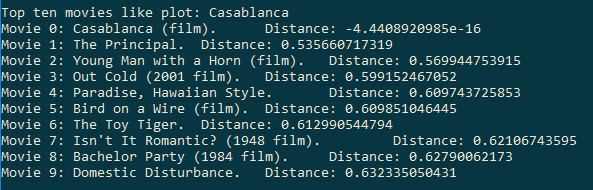 Top ten movies like plot: Casablanca
Movie 0: Casablanca (film). Distance: -4.4408920985e-16
Movie 1: The Principal. Distance: 0.535660717319
Movie 2: Young Man with a Horn (film). Distance: 0.569944753915
Movie 3: Out Cold (2001 film). Distance: 0.599152467052
Movie 4: Paradise, Hawaiian Style. Distance: 0.609743725853
Movie 5: Bird on a Wire (film). Distance: 0.609851046445
Movie 6: The Toy Tiger. Distance: 0.612990544794
Movie 7: Isn't It Romantic? (1948 film). Distance: 0.62106743595
Movie 8: Bachelor Party (1984 film). Distance: 0.62790062173
Movie 9: Domestic Disturbance. Distance: 0.632335050431